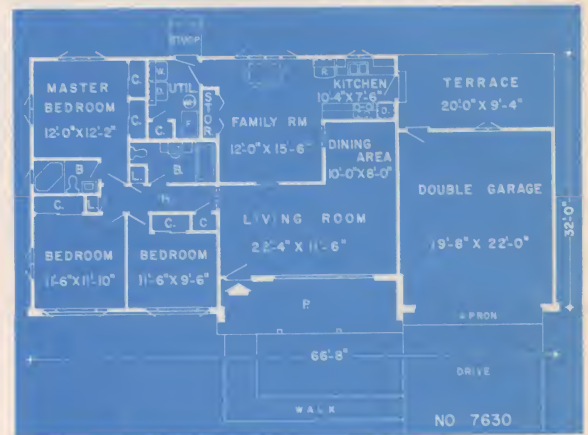 STOOP
MASTER
BEDROOM
12'-0"X12'-2"
C.
C.
W.
D.
UTIL
F
C.
STOR.
FAMILY RM
12'-0"X 15'-6"
R.
KITCHEN
10'-4"X 7'-6"
O.
TERRACE
20'-0"X 9'-4"
DINING
AREA
10'-0"X8'-0"
B.
L.
B.
C.
L.
H.
C.
C.
DOUBLE GARAGE
19'-8" X 22'-0"
LIVING ROOM
22'-4" X 11'-6"
BEDROOM
11'-6"X11'-10"
BEDROOM
11'-6"X 9'-6"
32'-0"
P.
APRON
66'-8"
DRIVE
WALK
NO 7630